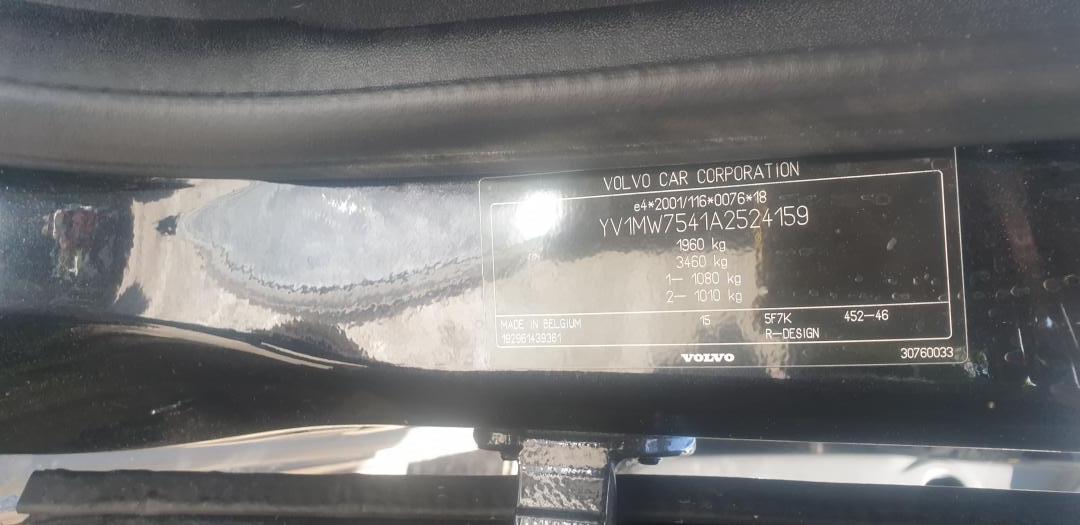 VOLVO CAR CORPORATION
e4*2001/116*0076*18
YV1MW7541A2524159
1960 kg
3460 kg
1– 1080 kg
2– 1010 kg
MADE IN BELGIUM 15 5F7K 452–46
192961439361 R–DESIGN
VOLVO 30760033